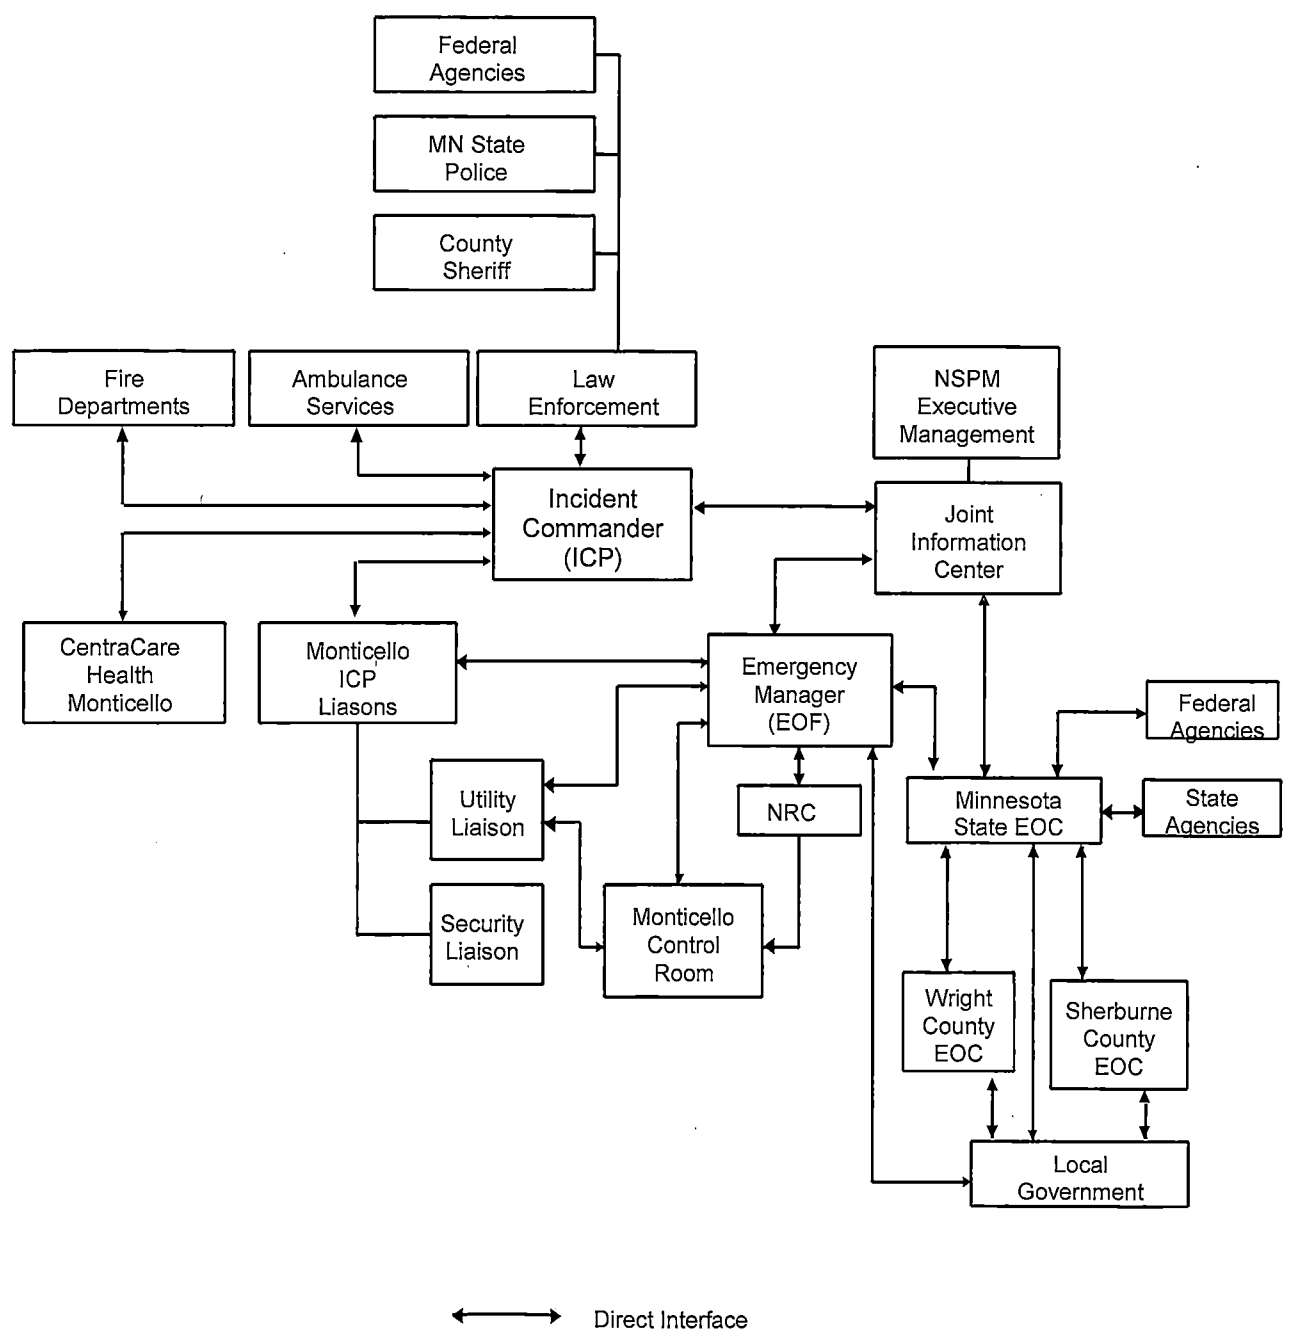 Federal
Agencies
MN State
Police
County
Sheriff
Fire
Departments
Ambulance
Services
Law
Enforcement
NSPM
Executive
Management
Incident
Commander
(ICP)
Joint
Information
Center
CentraCare
Health
Monticello
Monticello
ICP
Liasons
Emergency
Manager
(EOF)
Federal
Agencies
Utility
Liaison
NRC
Minnesota
State EOC
State
Agencies
Security
Liaison
Monticello
Control
Room
Wright
County
EOC
Sherburne
County
EOC
Local
Government
Direct Interface